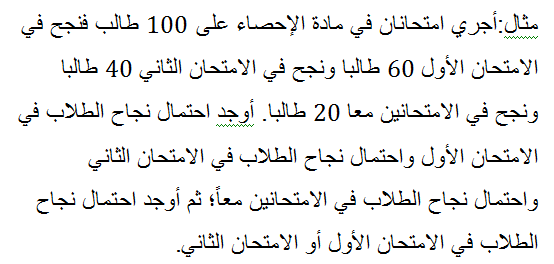 مثال:أجري امتحانان في مادة الإحصاء على 100 طالب فنجح في
الامتحان الأول 60 طالبا ونجح في الامتحان الثاني 40 طالبا
ونجح في الامتحانين معا 20 طالبا. أوجد احتمال نجاح الطلاب في
الامتحان الأول واحتمال نجاح الطلاب في الامتحان الثاني
واحتمال نجاح الطلاب في الامتحانين معاً؛ ثم أوجد احتمال نجاح
الطلاب في الامتحان الأول أو الامتحان الثاني.